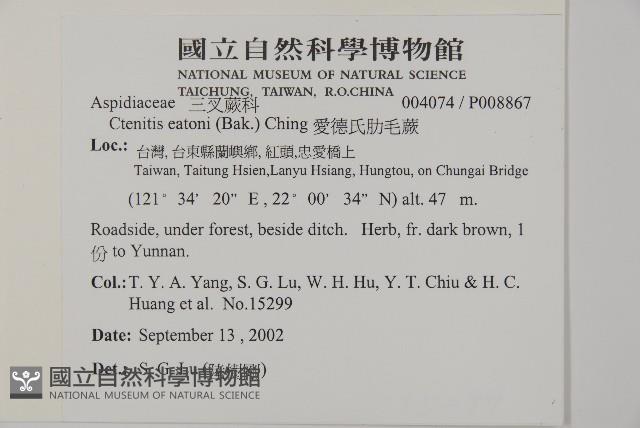 國立自然科學博物館
NATIONAL MUSEUM OF NATURAL SCIENCE
TAICHUNG, TAIWAN, R.O.CHINA
Aspidiaceae 三叉蕨科 004074 / P008867
Ctenitis eatoni (Bak.) Ching 愛德氏肋毛蕨
Loc.: 台灣, 台東縣蘭嶼鄉, 紅頭,忠愛橋上
Taiwan, Taitung Hsien,Lanyu Hsiang, Hungtou, on Chungai Bridge
(121° 34′ 20″ E , 22° 00′ 34″ N) alt. 47 m.
Roadside, under forest, beside ditch. Herb, fr. dark brown, 1
份 to Yunnan.
Col.: T. Y. A. Yang, S. G. Lu, W. H. Hu, Y. T. Chiu & H. C.
Huang et al. No.15299
Date: September 13 , 2002
Det.: S. G. Lu
國立自然科學博物館
NATIONAL MUSEUM OF NATURAL SCIENCE